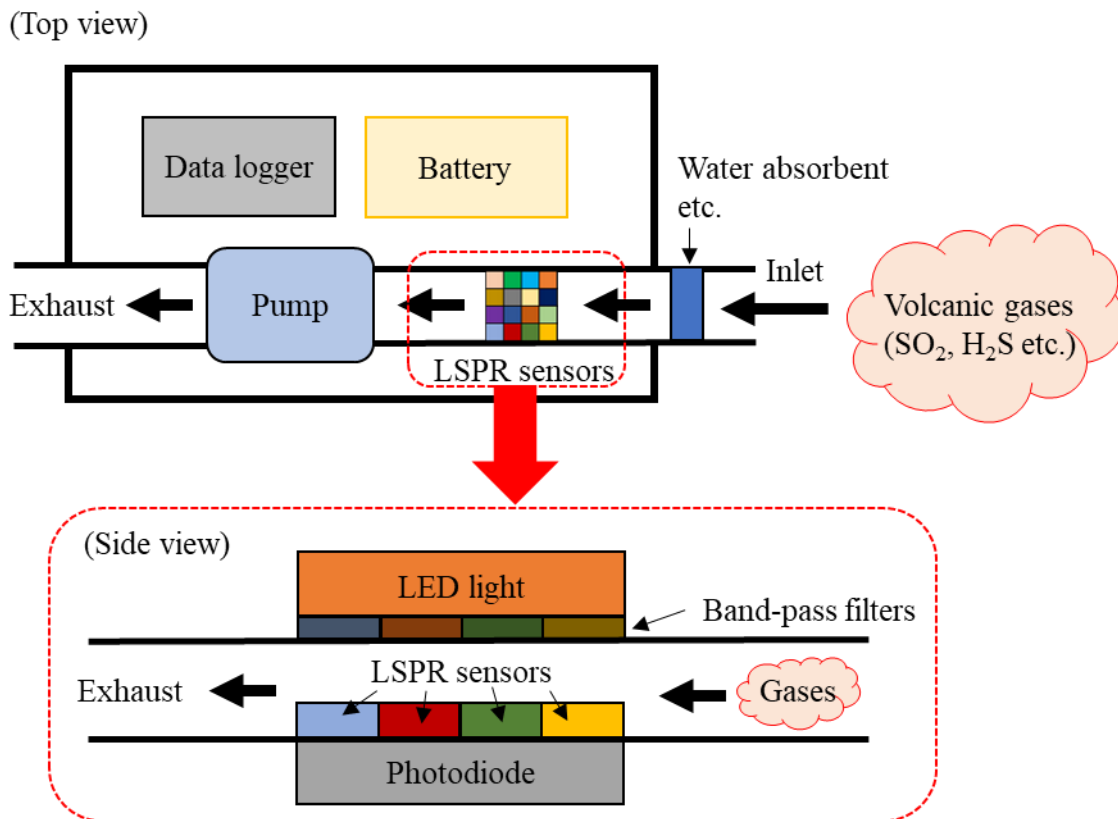 (Top view)
Data logger
Battery
Water absorbent
etc.
Inlet
Exhaust
Pump
Volcanic gases
(SO₂, H₂S etc.)
LSPR sensors
(Side view)
LED light
Band-pass filters
LSPR sensors
Exhaust
Gases
Photodiode